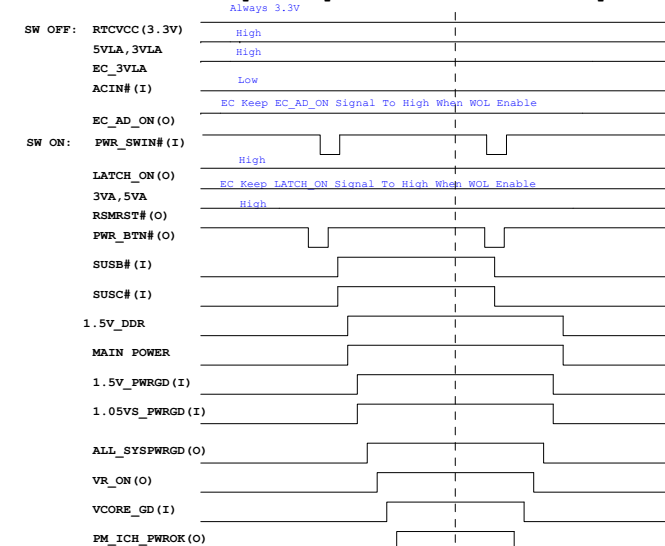 Always 3.3V
SW OFF: RTCVCC(3.3V)
High
5VLA,3VLA
High
EC_3VLA
Low
ACIN#(I)
EC Keep EC_AD_ON Signal To High When WOL Enable
EC_AD_ON(O)
SW ON: PWR_SWIN#(I)
High
LATCH_ON(O)
EC Keep LATCH_ON Signal To High When WOL Enable
3VA,5VA
High
RSMRST#(O)
PWR_BTN#(O)
SUSB#(I)
SUSC#(I)
1.5V_DDR
MAIN POWER
1.5V_PWRGD(I)
1.05VS_PWRGD(I)
ALL_SYSPWRGD(O)
VR_ON(O)
VCORE_GD(I)
PM_ICH_PWROK(O)